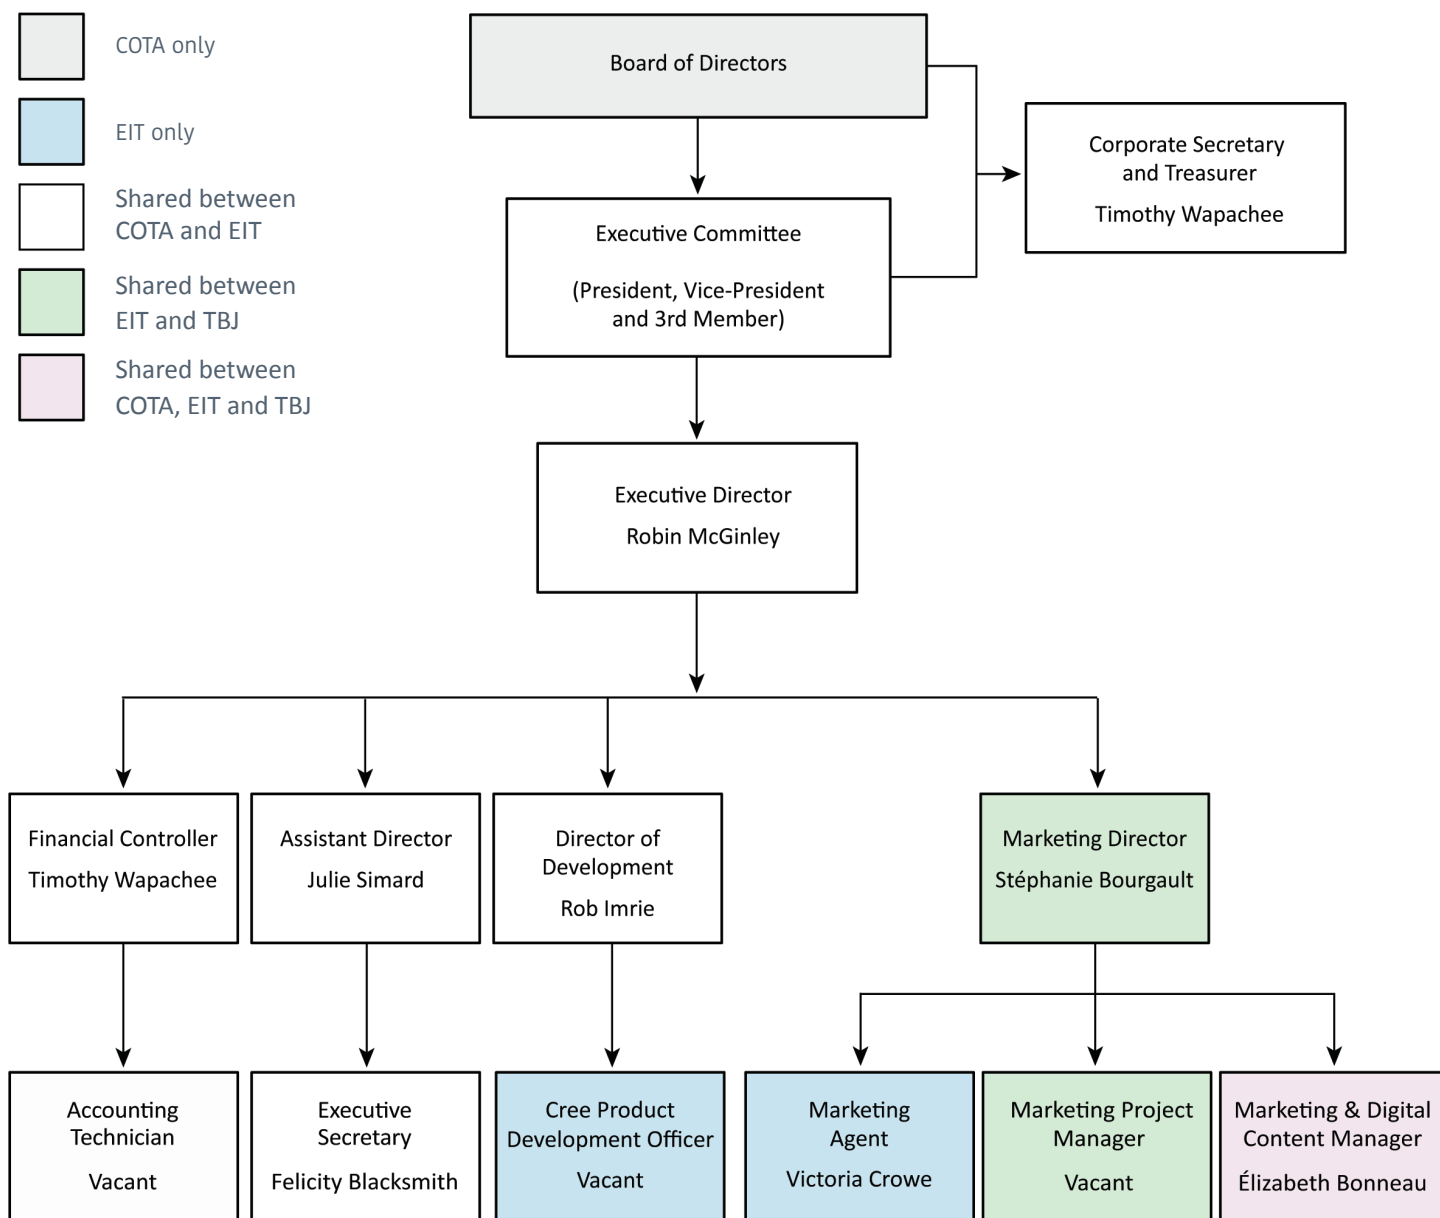 COTA only
EIT only
Shared between
COTA and EIT
Shared between
EIT and TBJ
Shared between
COTA, EIT and TBJ
Board of Directors
Corporate Secretary
and Treasurer
Timothy Wapachee
Executive Committee
(President, Vice-President
and 3rd Member)
Executive Director
Robin McGinley
Financial Controller
Timothy Wapachee
Assistant Director
Julie Simard
Director of
Development
Rob Imrie
Marketing Director
Stéphanie Bourgault
Accounting
Technician
Vacant
Executive
Secretary
Felicity Blacksmith
Cree Product
Development Officer
Vacant
Marketing
Agent
Victoria Crowe
Marketing Project
Manager
Vacant
Marketing & Digital
Content Manager
Élizabeth Bonneau